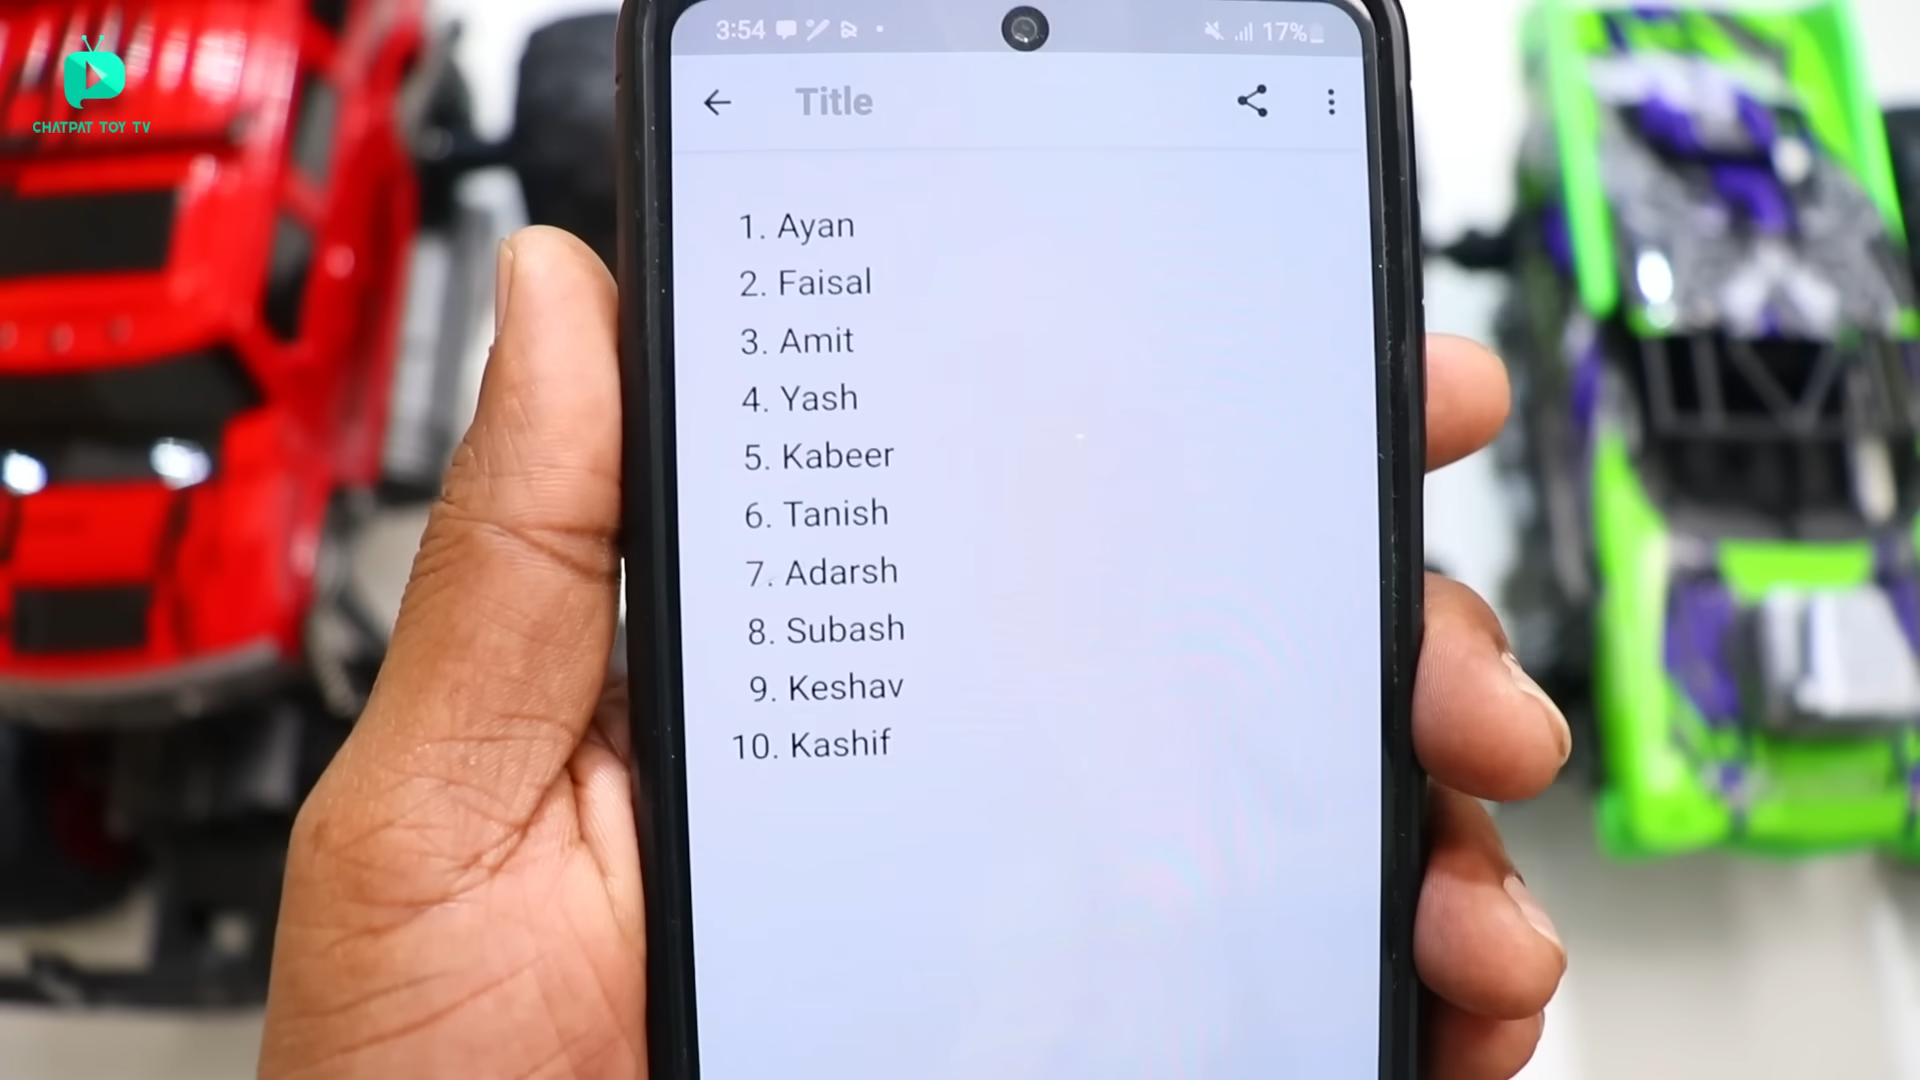 3:54
17%
CHATPAT TOY TV
Title
1. Ayan
2. Faisal
3. Amit
4. Yash
5. Kabeer
6. Tanish
7. Adarsh
8. Subash
9. Keshav
10. Kashif